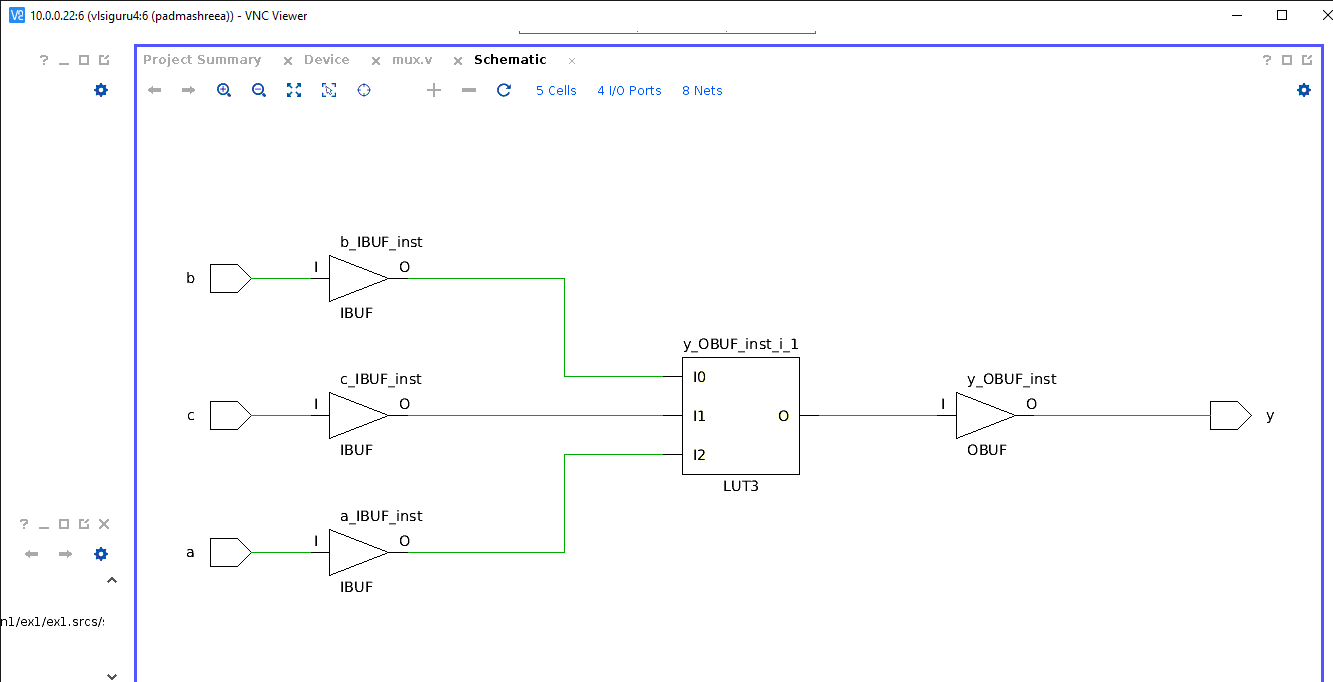 10.0.0.22:6 (vlsiguru4:6 (padmashreea)) - VNC Viewer
Project Summary Device mux.v Schematic
5 Cells 4 I/O Ports 8 Nets
b_IBUF_inst
b I O
IBUF
y_OBUF_inst_i_1
c_IBUF_inst
c I O
IBUF
I0
I1 O
I2
LUT3
y_OBUF_inst
I O y
OBUF
a_IBUF_inst
a I O
IBUF
n1/ex1/ex1.srcs/